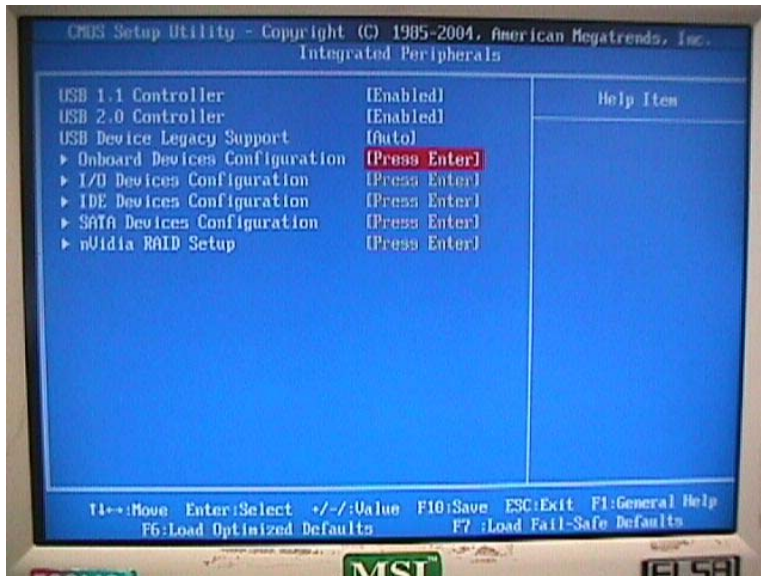 CMOS Setup Utility - Copyright (C) 1985-2004, American Megatrends, Inc.
Integrated Peripherals
USB 1.1 Controller [Enabled]
USB 2.0 Controller [Enabled]
USB Device Legacy Support [Auto]
▶ Onboard Devices Configuration [Press Enter]
▶ I/O Devices Configuration [Press Enter]
▶ IDE Devices Configuration [Press Enter]
▶ SATA Devices Configuration [Press Enter]
▶ nVidia RAID Setup [Press Enter]
Help Item
↑↓←→:Move Enter:Select +/-/:Value F10:Save ESC:Exit F1:General Help
F6:Load Optimized Defaults F7 :Load Fail-Safe Defaults
MSI
ELSA